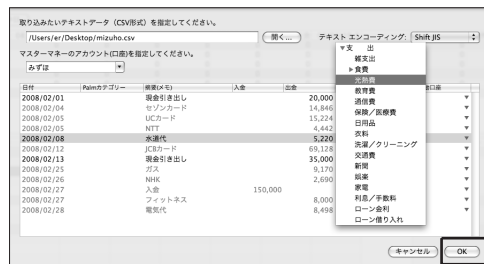 取り込みたいテキストデータ（CSV形式）を指定してください。
/Users/er/Desktop/mizuho.csv 開く... テキスト エンコーディング: Shift JIS
マスターマネーのアカウント(口座)を指定してください。
みずほ
▼支　出
雑支出
▶食費
光熱費
教育費
通信費
保険／医療費
日用品
衣料
洗濯／クリーニング
交通費
新聞
娯楽
家電
利息／手数料
ローン金利
ローン借り入れ
日付 Palmカテゴリー 摘要(メモ) 入金 出金 口座
2008/02/01 現金引き出し 20,000
2008/02/04 セゾンカード 14,846
2008/02/05 UCカード 15,224
2008/02/05 NTT 4,442
2008/02/08 水道代 5,220
2008/02/12 JCBカード 69,128
2008/02/13 現金引き出し 35,000
2008/02/25 ガス 9,170
2008/02/26 NHK 2,690
2008/02/27 入金 150,000
2008/02/27 フィットネス 8,000
2008/02/28 電気代 8,498
キャンセル OK